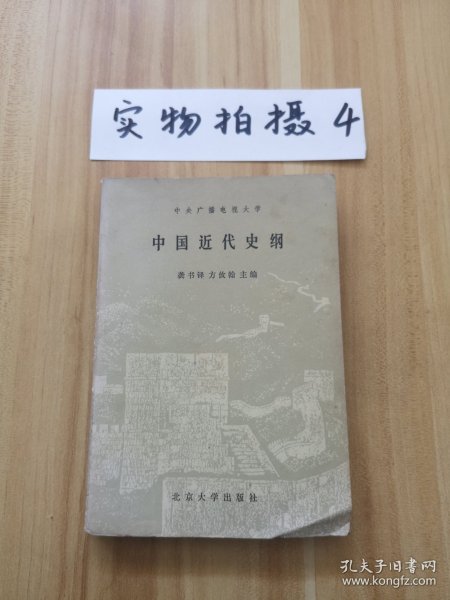 实物拍摄 4
中央广播电视大学
中国近代史纲
龚书铎 方攸翰 主编
北京大学出版社
孔夫子旧书网
www.kongfz.com